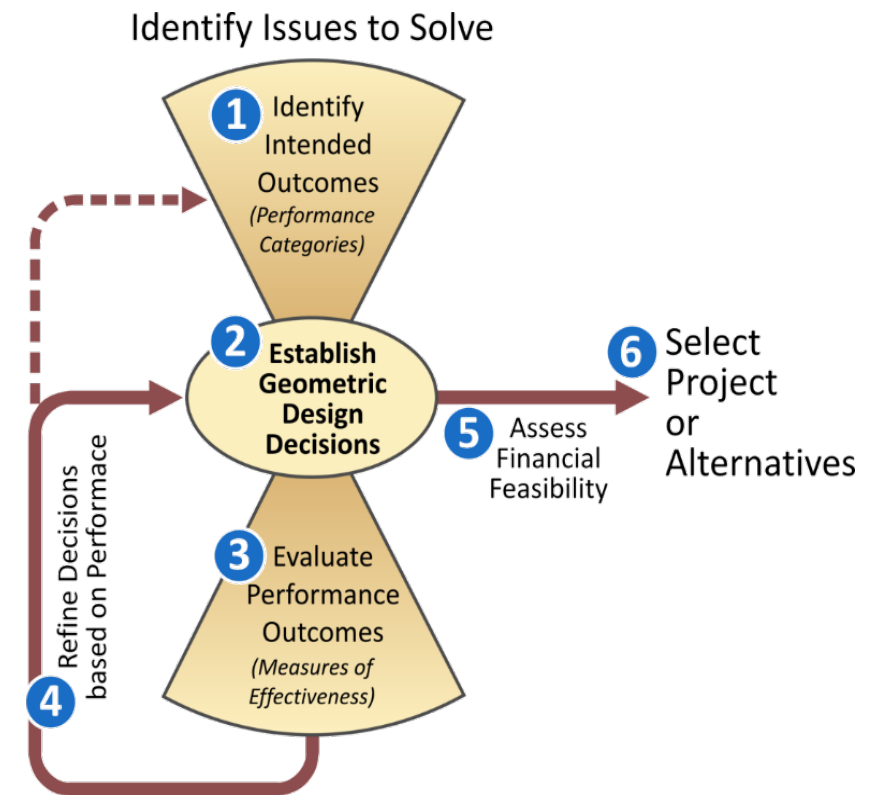 Identify Issues to Solve
1 Identify
Intended
Outcomes
(Performance
Categories)
2 Establish
Geometric
Design
Decisions
3 Evaluate
Performance
Outcomes
(Measures of
Effectiveness)
4 Refine Decisions
based on Performace
5 Assess
Financial
Feasibility
6 Select
Project
or
Alternatives